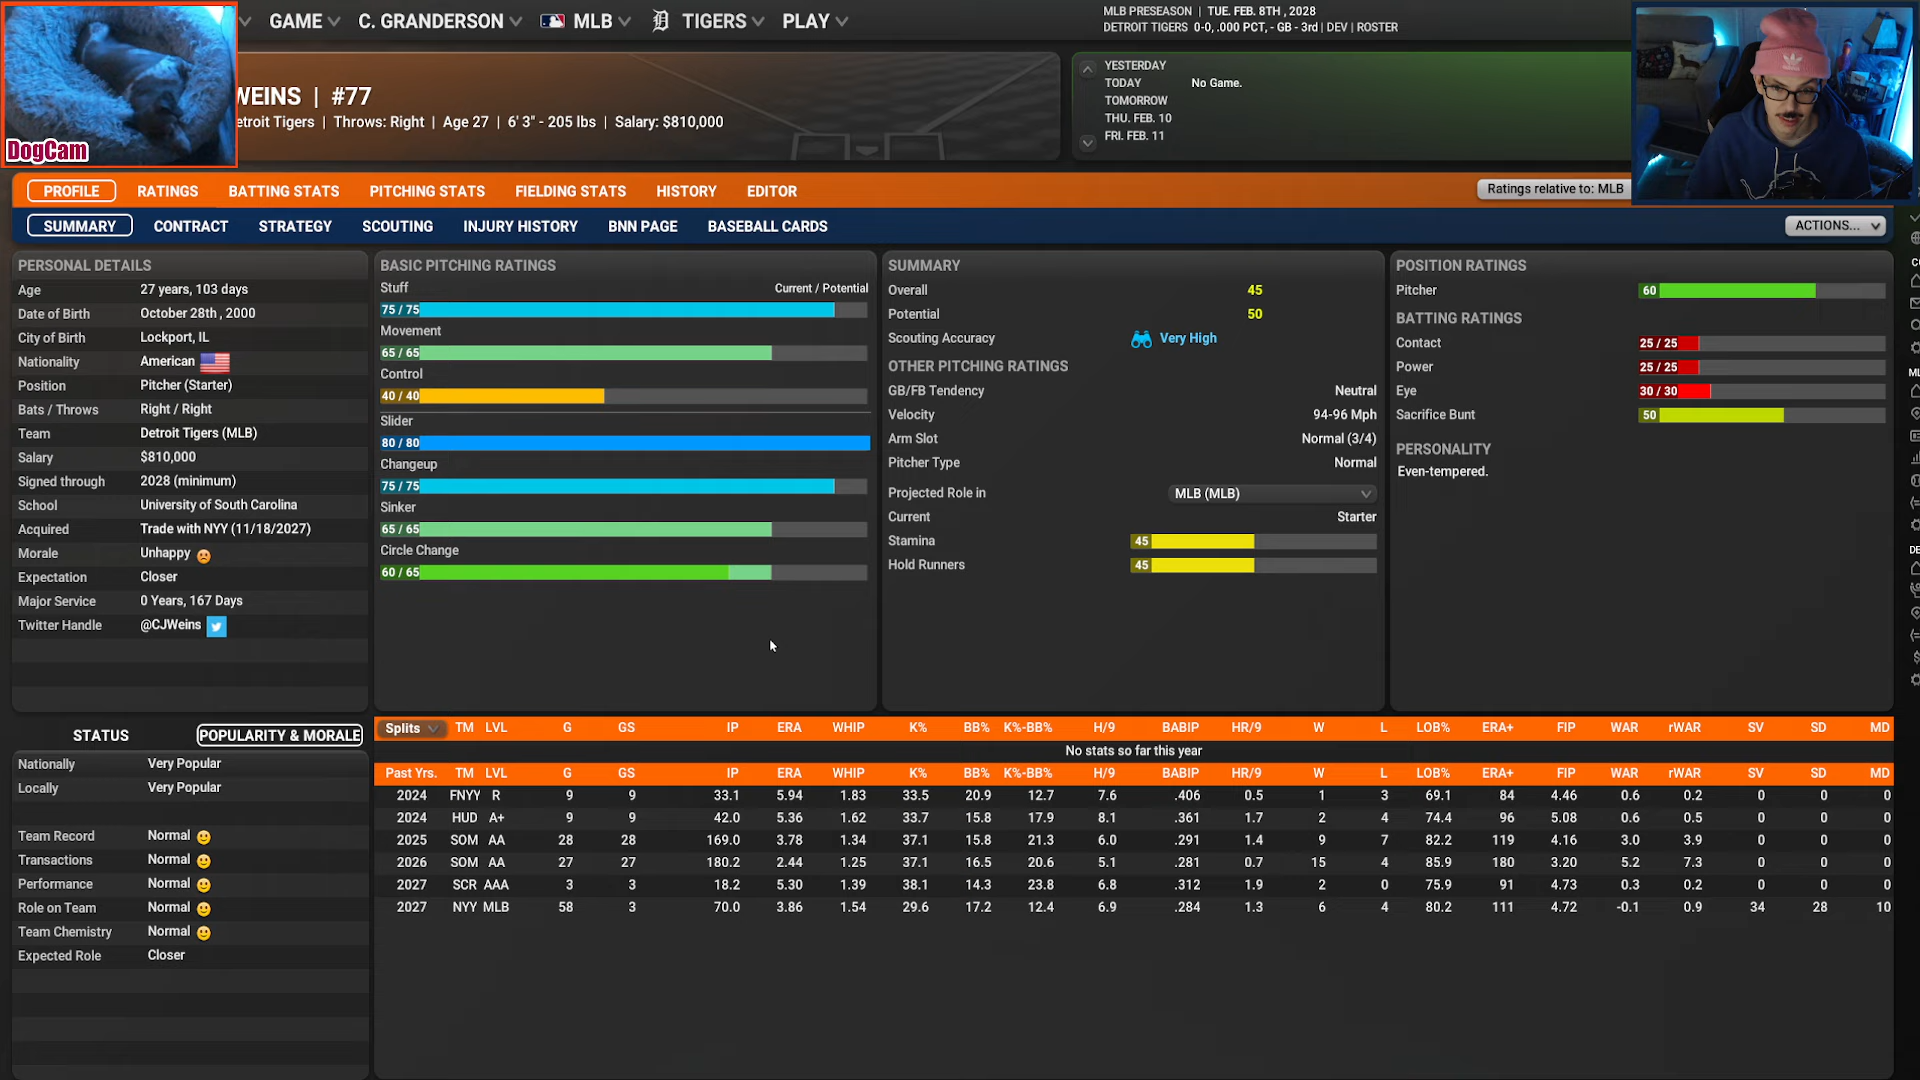 GAME C. GRANDERSON MLB TIGERS PLAY
MLB PRESEASON | TUE. FEB. 8TH , 2028
DETROIT TIGERS 0-0, .000 PCT, - GB - 3rd | DEV | ROSTER
DogCam
WEINS | #77
etroit Tigers | Throws: Right | Age 27 | 6' 3" - 205 lbs | Salary: $810,000
YESTERDAY
TODAY No Game.
TOMORROW
THU. FEB. 10
FRI. FEB. 11
PROFILE RATINGS BATTING STATS PITCHING STATS FIELDING STATS HISTORY EDITOR
Ratings relative to: MLB
SUMMARY CONTRACT STRATEGY SCOUTING INJURY HISTORY BNN PAGE BASEBALL CARDS
ACTIONS...
PERSONAL DETAILS
Age 27 years, 103 days
Date of Birth October 28th , 2000
City of Birth Lockport, IL
Nationality American
Position Pitcher (Starter)
Bats / Throws Right / Right
Team Detroit Tigers (MLB)
Salary $810,000
Signed through 2028 (minimum)
School University of South Carolina
Acquired Trade with NYY (11/18/2027)
Morale Unhappy
Expectation Closer
Major Service 0 Years, 167 Days
Twitter Handle @CJWeins
BASIC PITCHING RATINGS
Stuff Current / Potential
75 / 75
Movement
65 / 65
Control
40 / 40
Slider
80 / 80
Changeup
75 / 75
Sinker
65 / 65
Circle Change
60 / 65
SUMMARY
Overall 45
Potential 50
Scouting Accuracy Very High
OTHER PITCHING RATINGS
GB/FB Tendency Neutral
Velocity 94-96 Mph
Arm Slot Normal (3/4)
Pitcher Type Normal
Projected Role in MLB (MLB)
Current Starter
Stamina 45
Hold Runners 45
POSITION RATINGS
Pitcher 60
BATTING RATINGS
Contact 25 / 25
Power 25 / 25
Eye 30 / 30
Sacrifice Bunt 50
PERSONALITY
Even-tempered.
STATUS POPULARITY & MORALE
Nationally Very Popular
Locally Very Popular
Team Record Normal
Transactions Normal
Performance Normal
Role on Team Normal
Team Chemistry Normal
Expected Role Closer
Splits TM LVL G GS IP ERA WHIP K% BB% K%-BB% H/9 BABIP HR/9 W L LOB% ERA+ FIP WAR rWAR SV SD MD
No stats so far this year
Past Yrs. TM LVL G GS IP ERA WHIP K% BB% K%-BB% H/9 BABIP HR/9 W L LOB% ERA+ FIP WAR rWAR SV SD MD
2024 FNYY R 9 9 33.1 5.94 1.83 33.5 20.9 12.7 7.6 .406 0.5 1 3 69.1 84 4.46 0.6 0.2 0 0 0
2024 HUD A+ 9 9 42.0 5.36 1.62 33.7 15.8 17.9 8.1 .361 1.7 2 4 74.4 96 5.08 0.6 0.5 0 0 0
2025 SOM AA 28 28 169.0 3.78 1.34 37.1 15.8 21.3 6.0 .291 1.4 9 7 82.2 119 4.16 3.0 3.9 0 0 0
2026 SOM AA 27 27 180.2 2.44 1.25 37.1 16.5 20.6 5.1 .281 0.7 15 4 85.9 180 3.20 5.2 7.3 0 0 0
2027 SCR AAA 3 3 18.2 5.30 1.39 38.1 14.3 23.8 6.8 .312 1.9 2 0 75.9 91 4.73 0.3 0.2 0 0 0
2027 NYY MLB 58 3 70.0 3.86 1.54 29.6 17.2 12.4 6.9 .284 1.3 6 4 80.2 111 4.72 -0.1 0.9 34 28 10